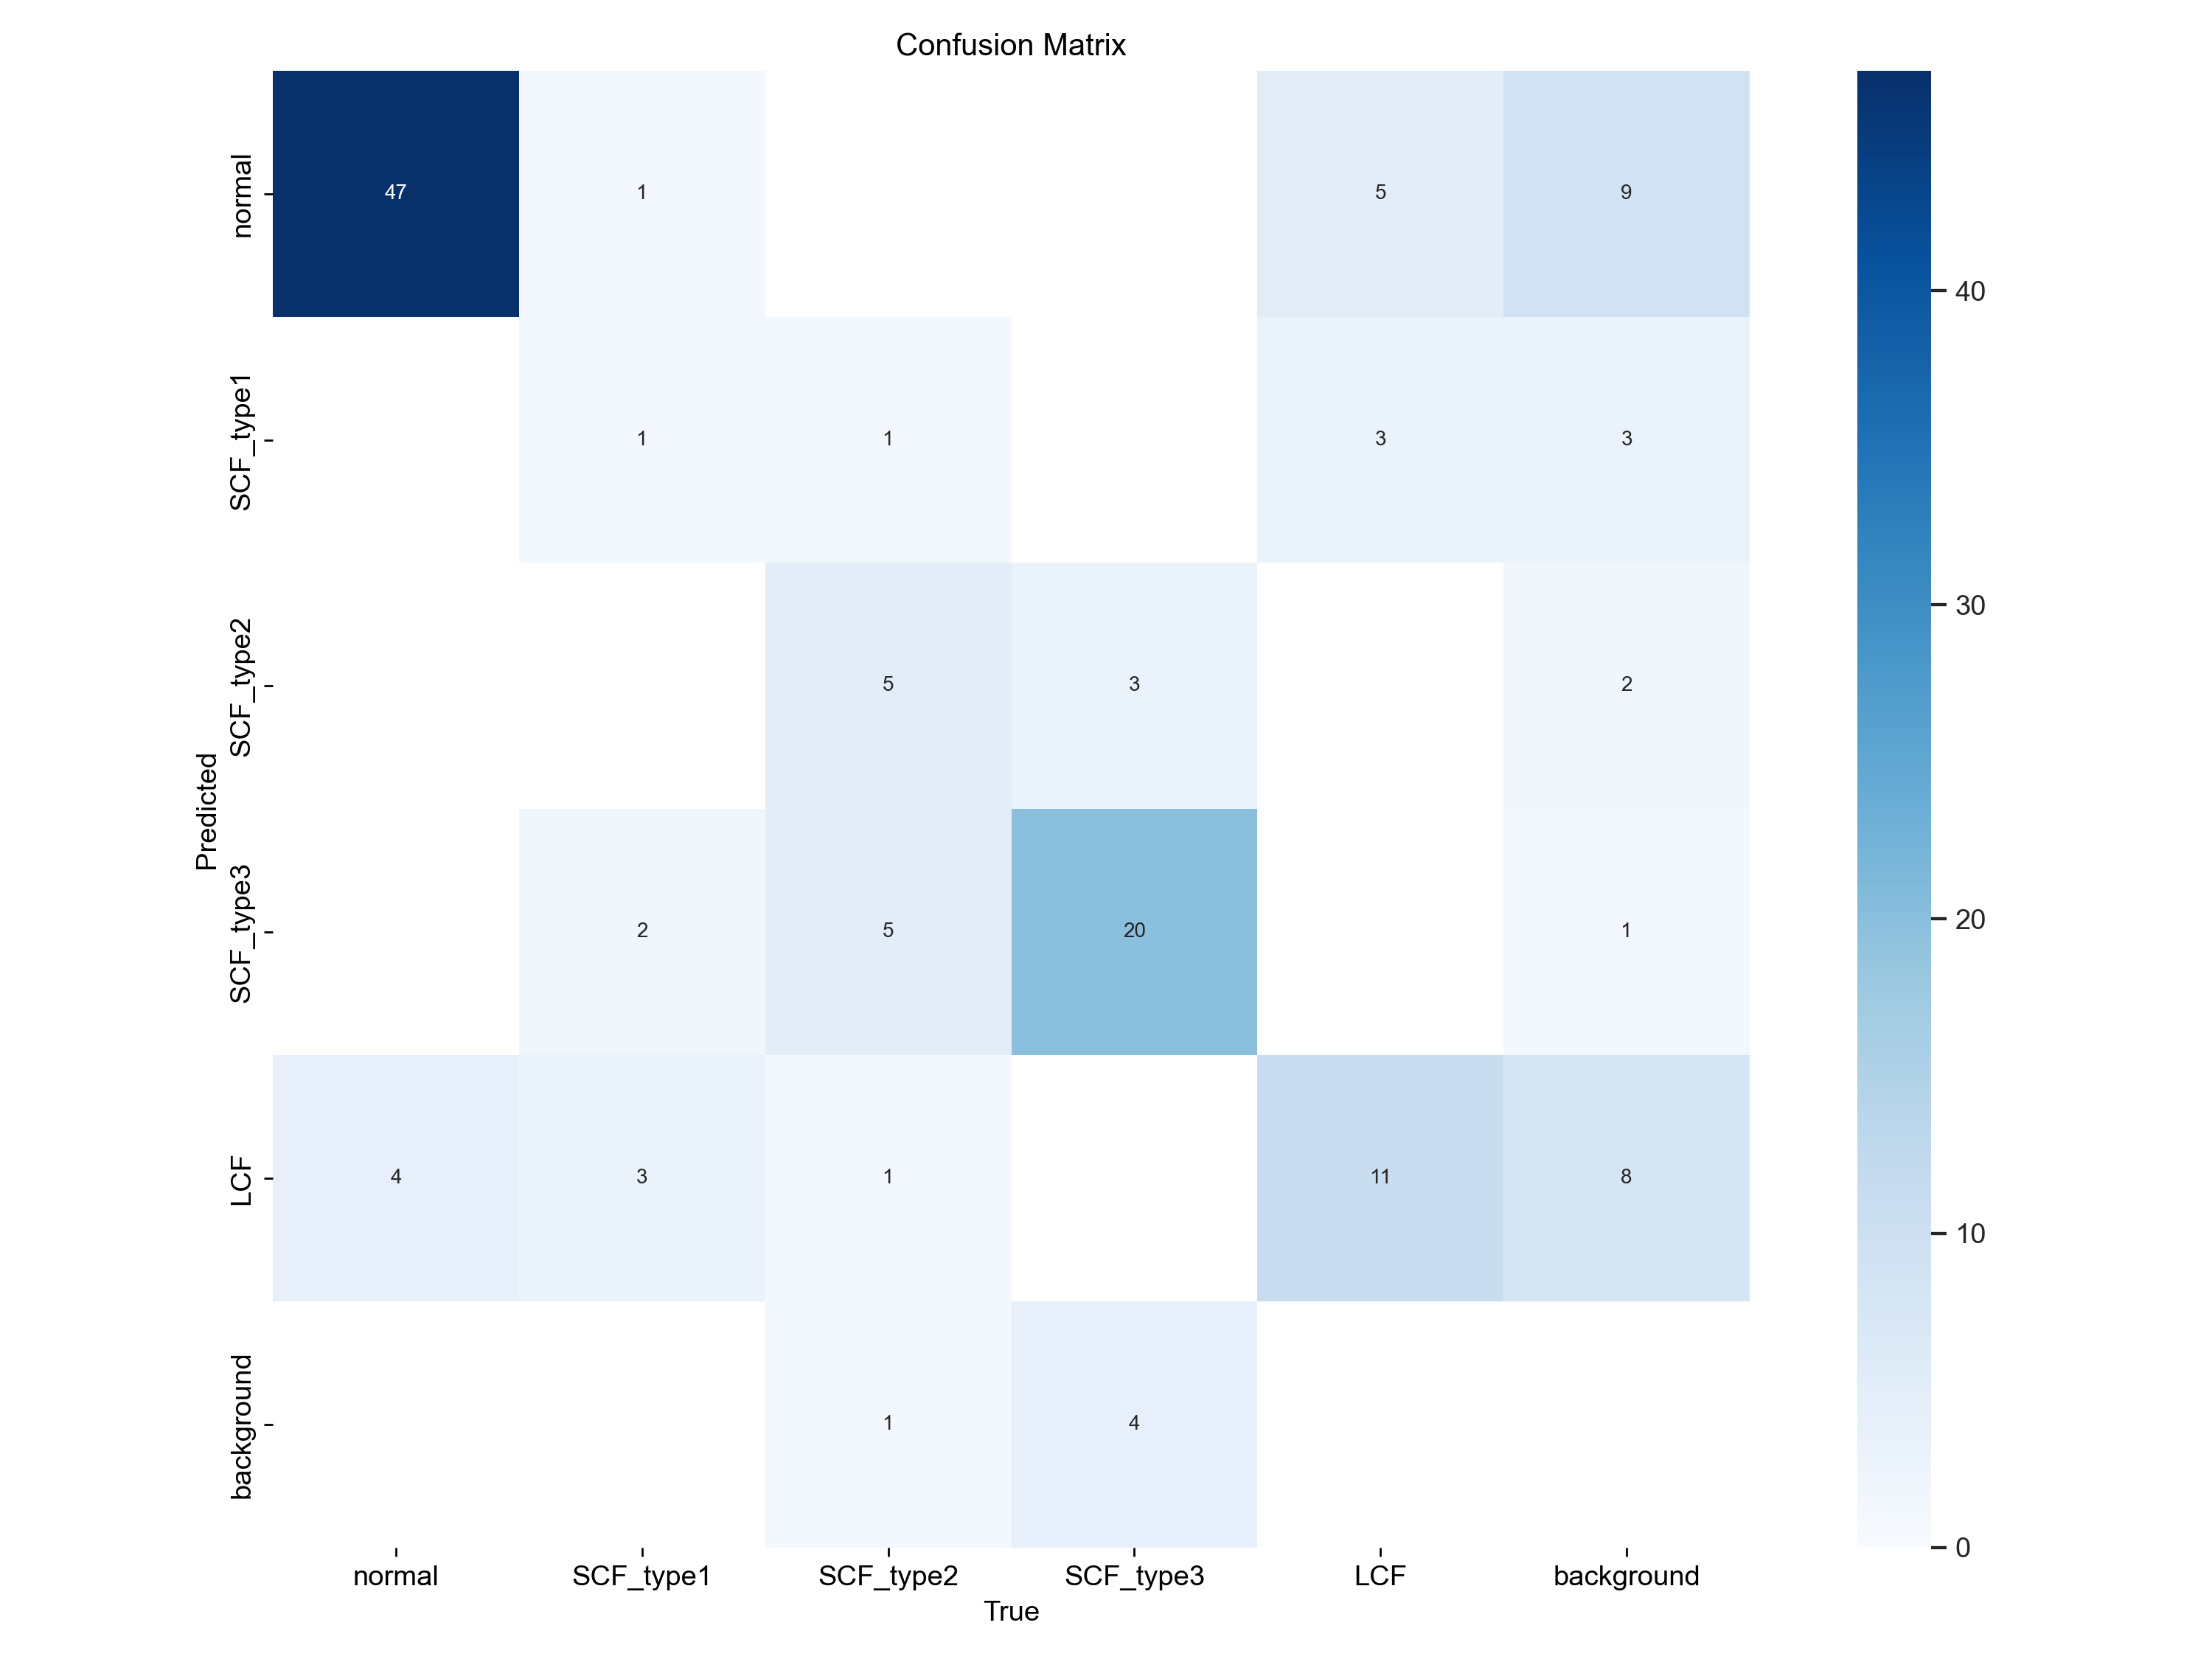 Confusion Matrix
normal
47
1
5
9
SCF_type1
1
1
3
3
SCF_type2
5
3
2
SCF_type3
2
5
20
1
LCF
4
3
1
11
8
background
1
4
Predicted
normal
SCF_type1
SCF_type2
SCF_type3
LCF
background
True
40
30
20
10
0